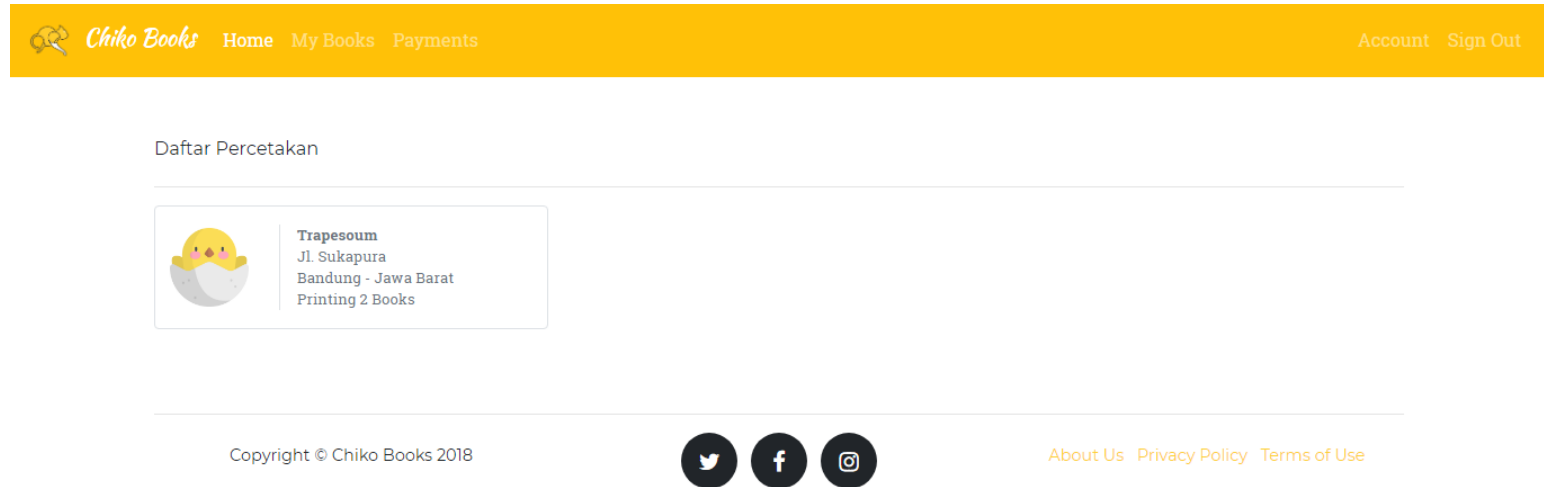 Chiko Books Home My Books Payments Account Sign Out
Daftar Percetakan
Trapesoum
Jl. Sukapura
Bandung - Jawa Barat
Printing 2 Books
Copyright © Chiko Books 2018 About Us Privacy Policy Terms of Use